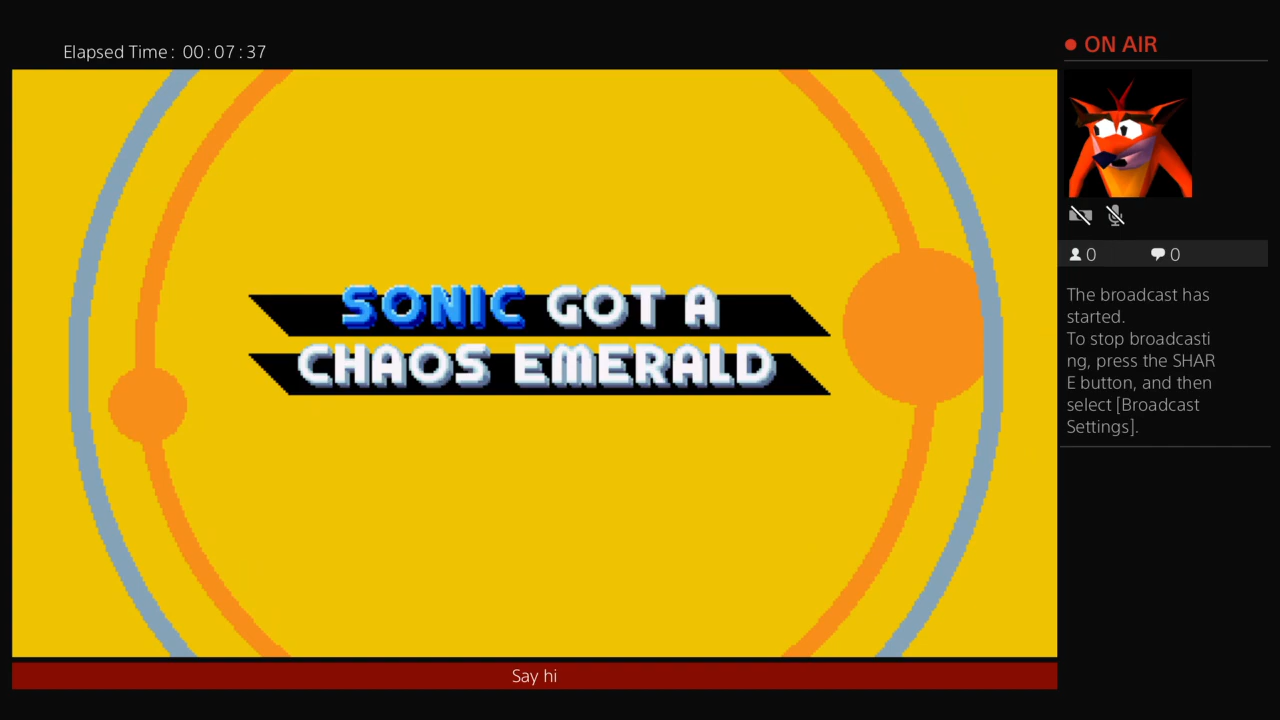 Elapsed Time: 00:07:37
ON AIR
SONIC GOT A
CHAOS EMERALD
0 0
The broadcast has
started.
To stop broadcasti
ng, press the SHAR
E button, and then
select [Broadcast
Settings].
Say hi